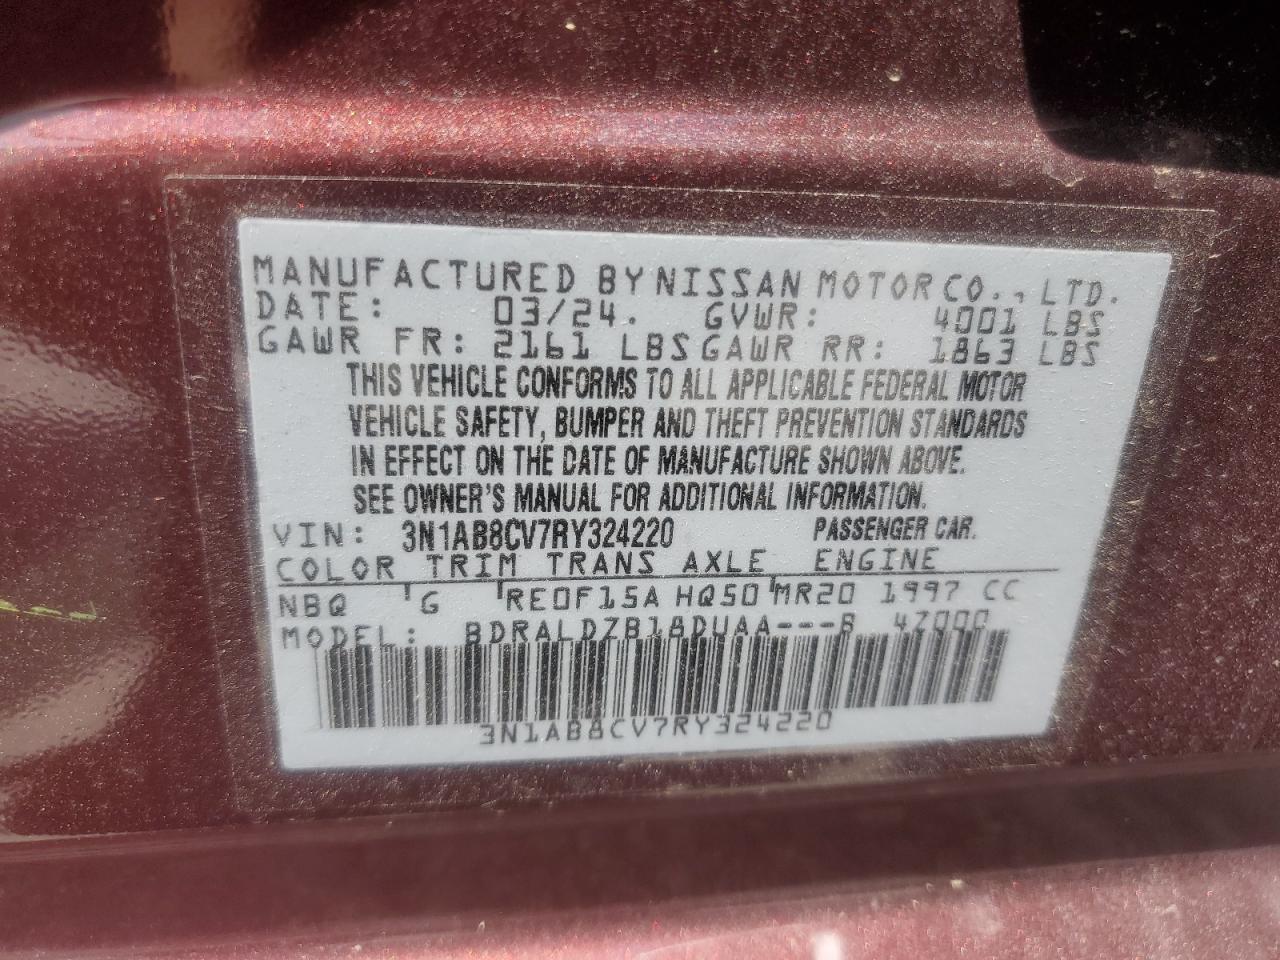 MANUFACTURED BY NISSAN MOTOR CO., LTD.
DATE: 03/24. GVWR: 4001 LBS
GAWR FR: 2161 LBS GAWR RR: 1863 LBS
THIS VEHICLE CONFORMS TO ALL APPLICABLE FEDERAL MOTOR
VEHICLE SAFETY, BUMPER AND THEFT PREVENTION STANDARDS
IN EFFECT ON THE DATE OF MANUFACTURE SHOWN ABOVE.
SEE OWNER'S MANUAL FOR ADDITIONAL INFORMATION.
VIN: 3N1AB8CV7RY324220 PASSENGER CAR.
COLOR TRIM TRANS AXLE ENGINE
NBQ G RE0F15A HQ50 MR20 1997 CC
MODEL: BDRALDZB18DUAA---B 47000
3N1AB8CV7RY324220